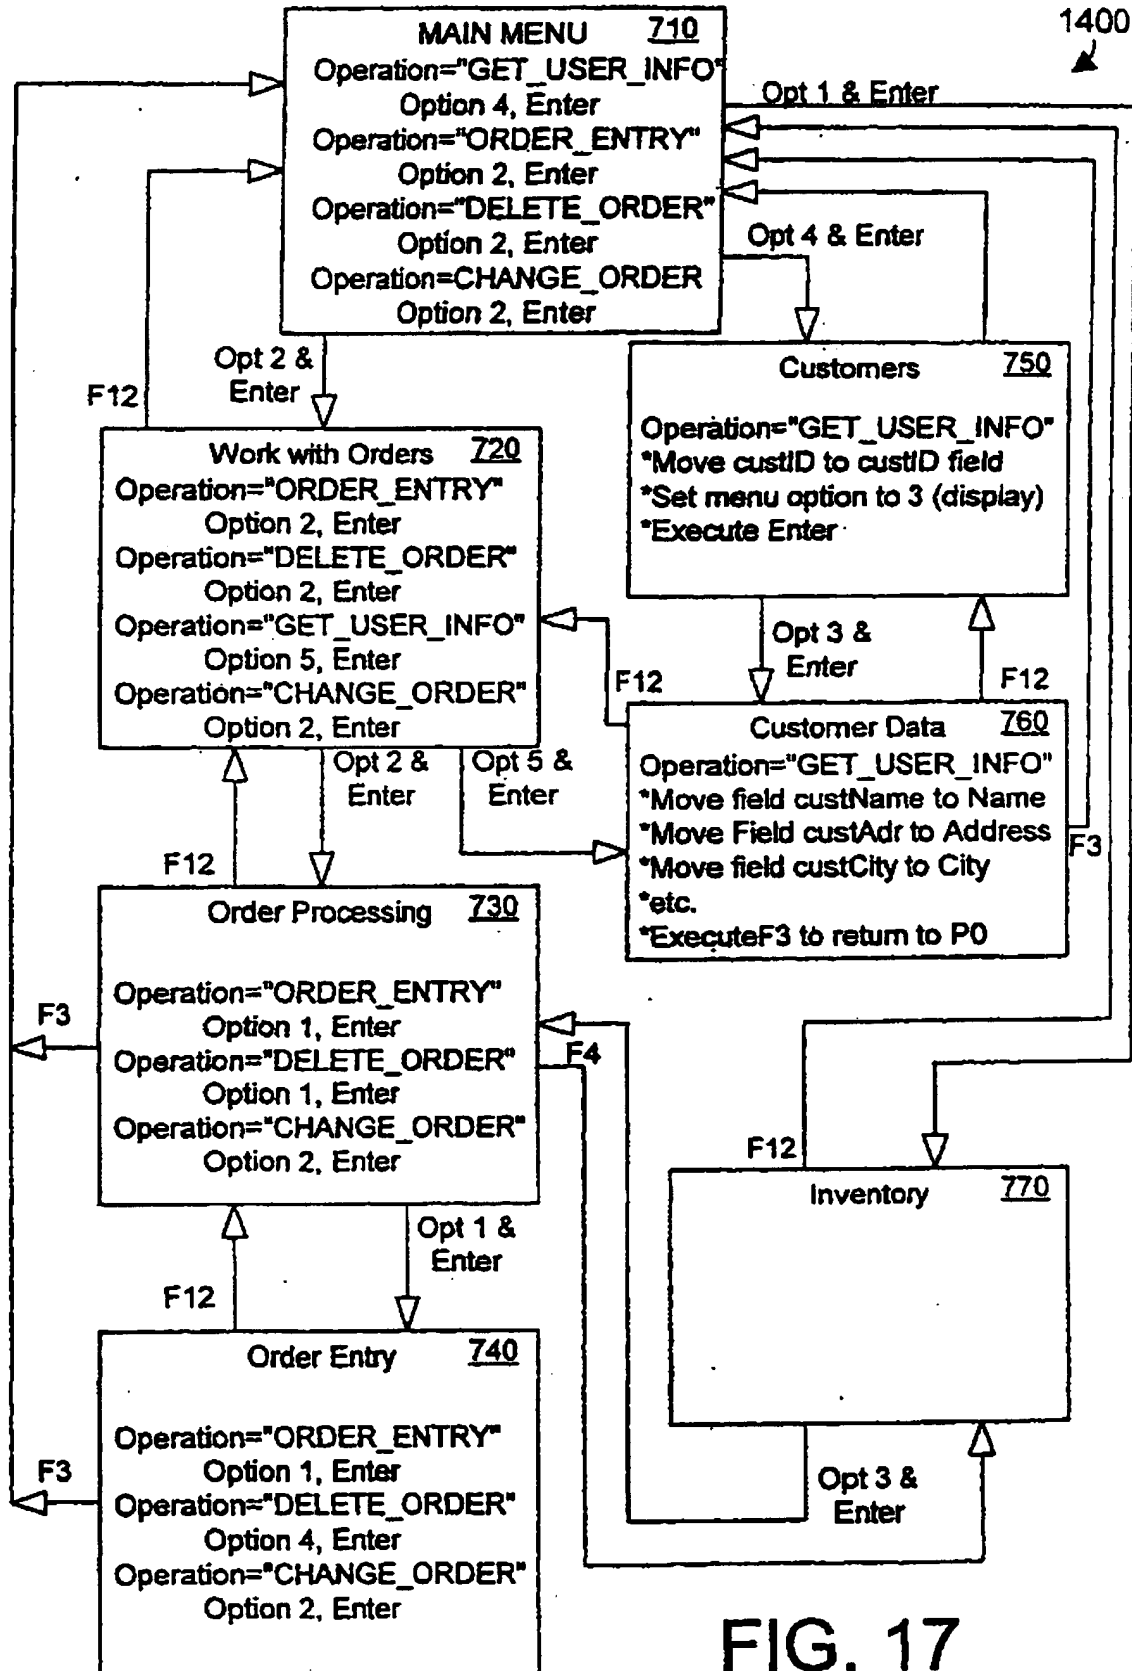 1400
MAIN MENU 710
Operation="GET_USER_INFO"
Option 4, Enter
Operation="ORDER_ENTRY"
Option 2, Enter
Operation="DELETE_ORDER"
Option 2, Enter
Operation=CHANGE_ORDER
Option 2, Enter
Opt 1 & Enter
Opt 4 & Enter
Opt 2 &
Enter
F12
Customers 750
Operation="GET_USER_INFO"
*Move custID to custID field
*Set menu option to 3 (display)
*Execute Enter
Work with Orders 720
Operation="ORDER_ENTRY"
Option 2, Enter
Operation="DELETE_ORDER"
Option 2, Enter
Operation="GET_USER_INFO"
Option 5, Enter
Operation="CHANGE_ORDER"
Option 2, Enter
Opt 3 &
Enter
F12
F12
Customer Data 760
Operation="GET_USER_INFO"
*Move field custName to Name
*Move Field custAdr to Address
*Move field custCity to City
*etc.
*ExecuteF3 to return to P0
F3
Opt 2 &
Enter
Opt 5 &
Enter
F12
Order Processing 730
Operation="ORDER_ENTRY"
Option 1, Enter
Operation="DELETE_ORDER"
Option 1, Enter
Operation="CHANGE_ORDER"
Option 2, Enter
F3
F4
F12
Inventory 770
Opt 1 &
Enter
F12
Order Entry 740
Operation="ORDER_ENTRY"
Option 1, Enter
Operation="DELETE_ORDER"
Option 4, Enter
Operation="CHANGE_ORDER"
Option 2, Enter
F3
Opt 3 &
Enter
FIG. 17